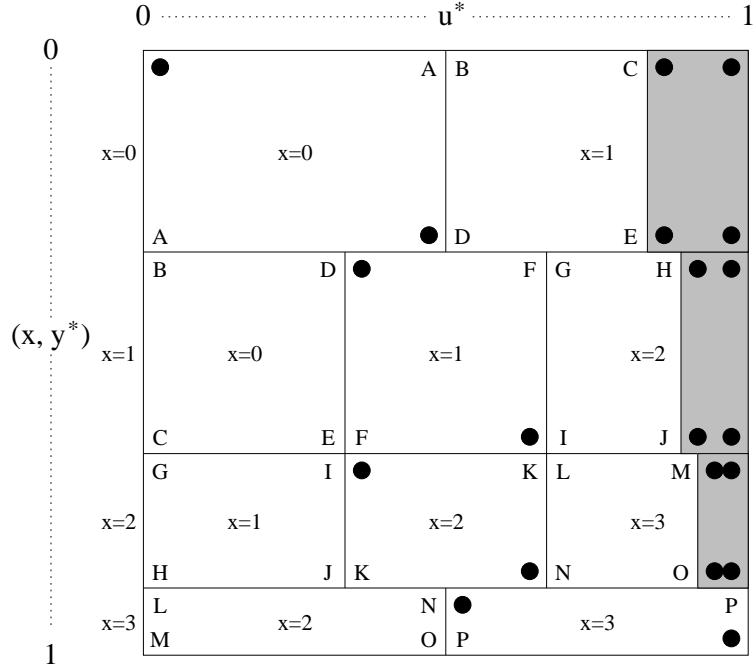 0 u* 1
0
A B C
x=0 x=0 x=1
A D E
B D F G H
(x, y*)
x=1 x=0 x=1 x=2
C E F I J
G I K L M
x=2 x=1 x=2 x=3
H J K N O
L N P
x=3 x=2 x=3
M O P
1